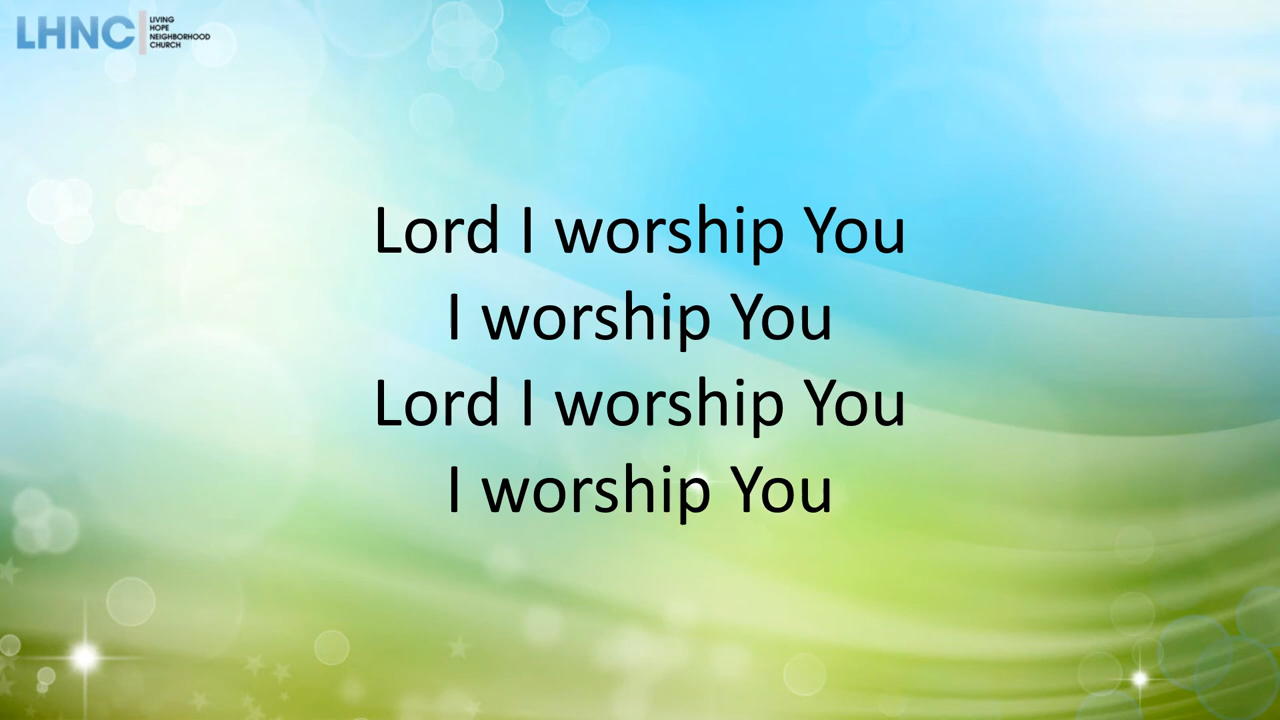 LHNC
LIVING
HOPE
NEIGHBORHOOD
CHURCH
Lord I worship You
I worship You
Lord I worship You
I worship You